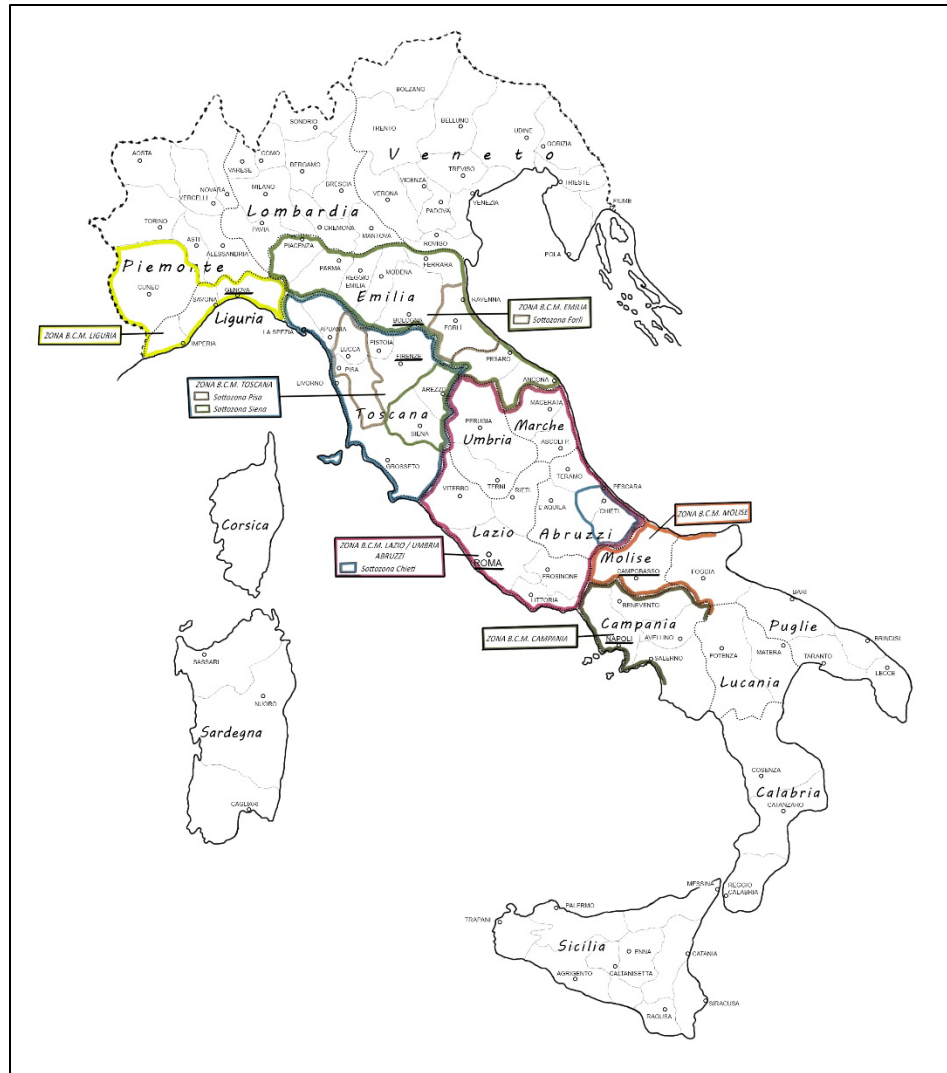 BOLZANO
SONDRIO
TRENTO
BELLUNO
UDINE
GORIZIA
AOSTA
COMO
VARESE
BERGAMO
Veneto
TREVISO
TRIESTE
NOVARA
MILANO
BRESCIA
VERONA
VICENZA
VENEZIA
VERCELLI
PADOVA
FIUME
Lombardia
TORINO
PAVIA
CREMONA
MANTOVA
ROVIGO
ASTI
ALESSANDRIA
PIACENZA
FERRARA
POLA
Piemonte
PARMA
REGGIO
EMILIA
MODENA
CUNEO
GENOVA
SAVONA
Emilia
RAVENNA
ZONA B.C.M. EMILIA
Sottozona Forlì
Liguria
BOLOGNA
FORLÌ
ZONA B.C.M. LIGURIA
IMPERIA
LA SPEZIA
APUANIA
LUCCA
PISTOIA
FIRENZE
PESARO
PISA
ANCONA
LIVORNO
AREZZO
MACERATA
ZONA B.C.M. TOSCANA
Sottozona Pisa
Sottozona Siena
Toscana
SIENA
PERUGIA
Umbria
Marche
ASCOLI P.
GROSSETO
TERAMO
VITERBO
TERNI
RIETI
L'AQUILA
PESCARA
CHIETI
Corsica
Abruzzi
ZONA B.C.M. MOLISE
Lazio
ROMA
ZONA B.C.M. LAZIO / UMBRIA
ABRUZZI
Sottozona Chieti
Molise
CAMPOBASSO
FOGGIA
FROSINONE
LITTORIA
BENEVENTO
BARI
Campania
ZONA B.C.M. CAMPANIA
NAPOLI
AVELLINO
Puglie
BRINDISI
SALERNO
POTENZA
MATERA
TARANTO
LECCE
Lucania
SASSARI
NUORO
Sardegna
CAGLIARI
COSENZA
Calabria
CATANZARO
MESSINA
REGGIO
CALABRIA
PALERMO
TRAPANI
Sicilia
ENNA
CATANIA
AGRIGENTO
CALTANISETTA
SIRACUSA
RAGUSA